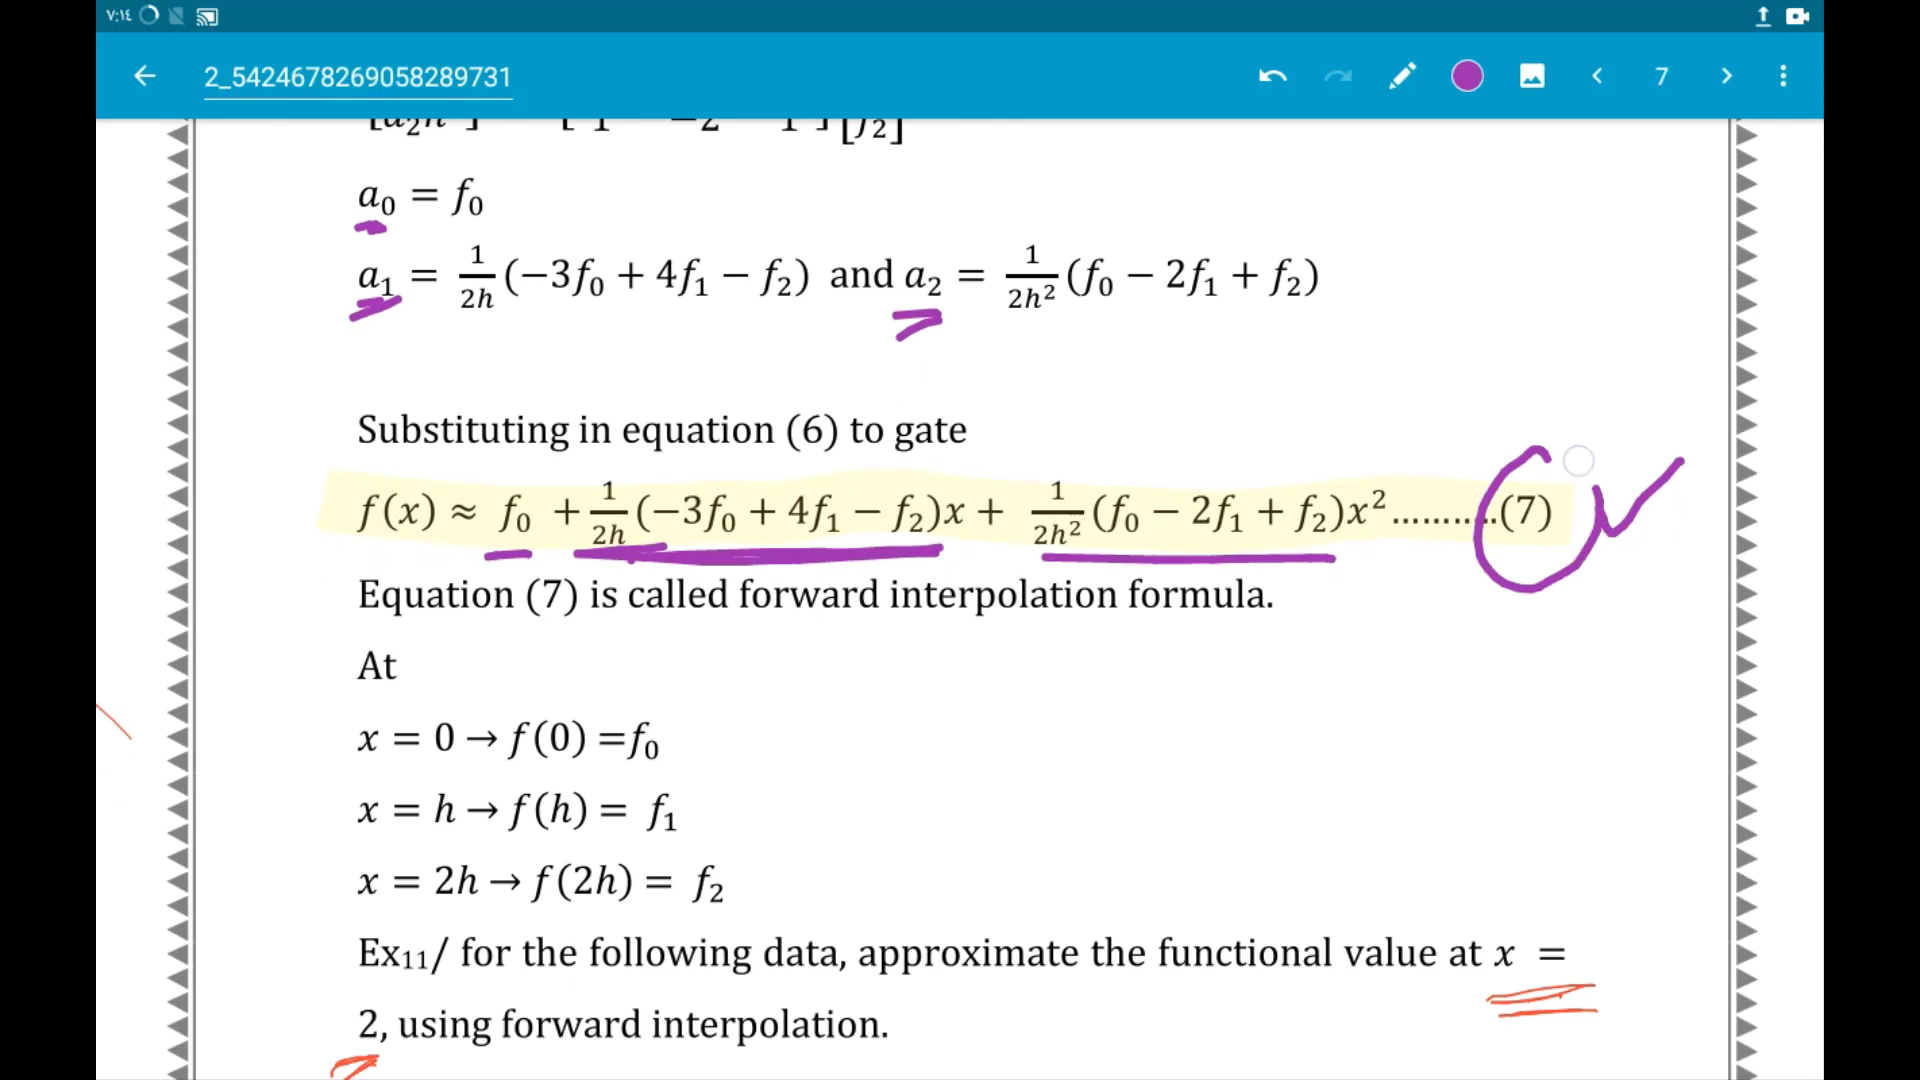 ٧:١٤
2_5424678269058289731
7
a₀ = f₀
a₁ = 1/2h (−3f₀ + 4f₁ − f₂) and a₂ = 1/2h² (f₀ − 2f₁ + f₂)
Substituting in equation (6) to gate
f(x) ≈ f₀ + 1/2h (−3f₀ + 4f₁ − f₂)x + 1/2h² (f₀ − 2f₁ + f₂)x² ..........(7)
Equation (7) is called forward interpolation formula.
At
x = 0 → f(0) =f₀
x = h → f(h) = f₁
x = 2h → f(2h) = f₂
Ex₁₁/ for the following data, approximate the functional value at x =
2, using forward interpolation.